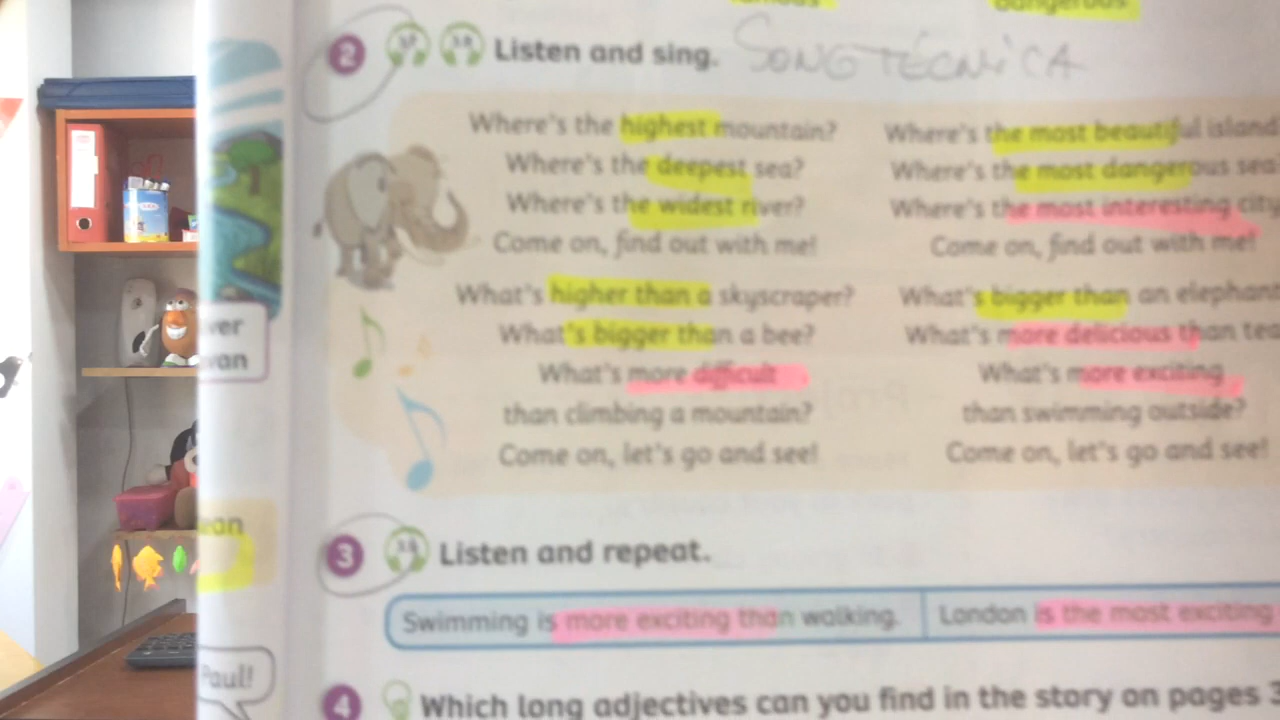 dangerous
2 Listen and sing. SONG TÉCNICA
Where's the highest mountain?
Where's the deepest sea?
Where's the widest river?
Come on, find out with me!
What's higher than a skyscraper?
What's bigger than a bee?
What's more difficult
than climbing a mountain?
Come on, let's go and see!
Where's the most beautiful island
Where's the most dangerous sea
Where's the most interesting city
Come on, find out with me!
What's bigger than an elephant
What's more delicious than tea
What's more exciting
than swimming outside?
Come on, let's go and see!
3 Listen and repeat.
Swimming is more exciting than walking.
London is the most exciting
4 Which long adjectives can you find in the story on pages 3
Paul!